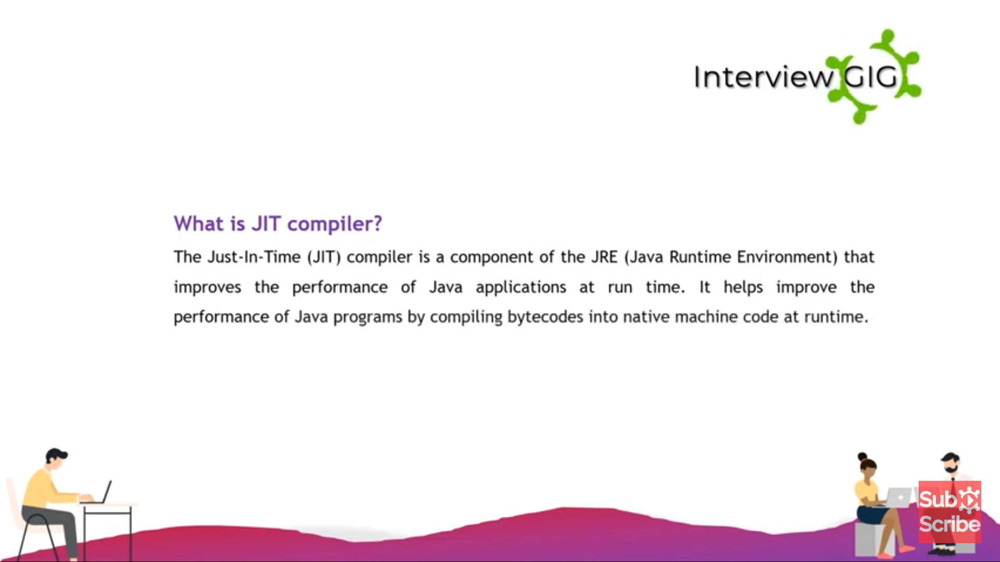 Interview GIG
What is JIT compiler?
The Just-In-Time (JIT) compiler is a component of the JRE (Java Runtime Environment) that
improves the performance of Java applications at run time. It helps improve the
performance of Java programs by compiling bytecodes into native machine code at runtime.
Sub
Scribe